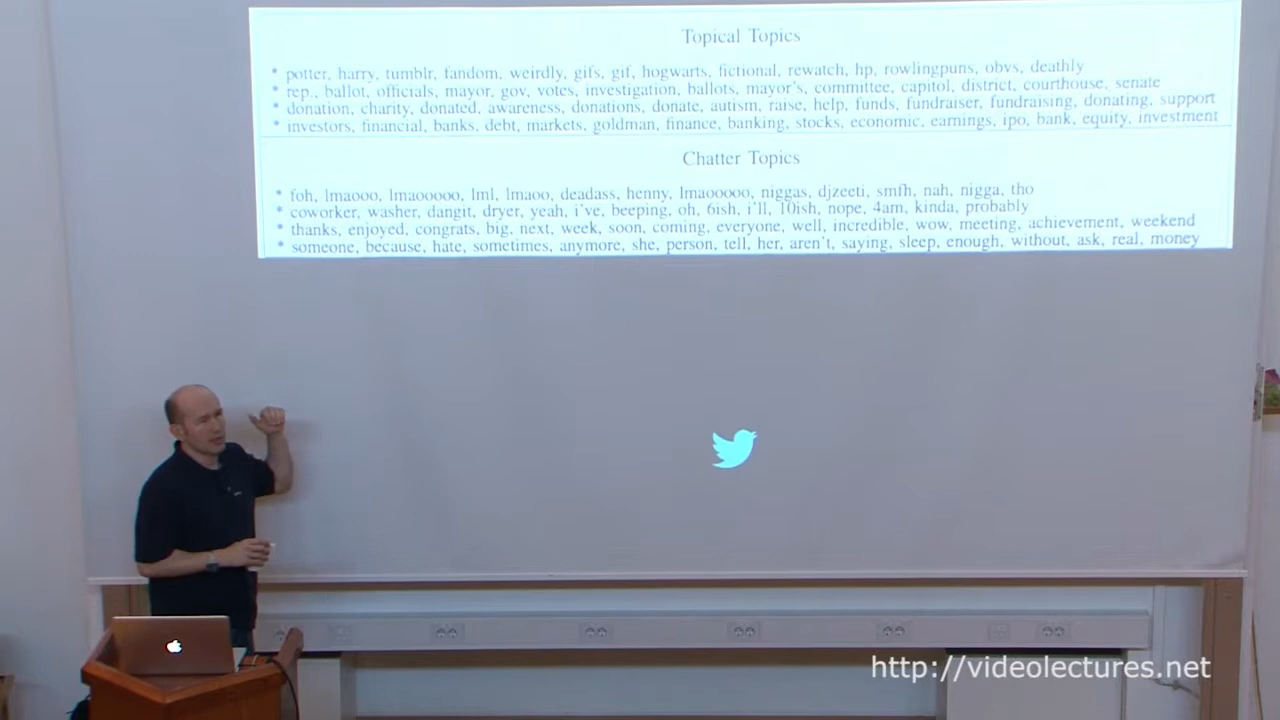 Topical Topics
* potter, harry, tumblr, fandom, weirdly, gifs, gif, hogwarts, fictional, rewatch, hp, rowlingpuns, obvs, deathly
* rep., ballot, officials, mayor, gov, votes, investigation, ballots, mayor's, committee, capitol, district, courthouse, senate
* donation, charity, donated, awareness, donations, donate, autism, raise, help, funds, fundraiser, fundraising, donating, support
* investors, financial, banks, debt, markets, goldman, finance, banking, stocks, economic, earnings, ipo, bank, equity, investment
Chatter Topics
* foh, lmaooo, lmaooooo, lml, lmaoo, deadass, henny, lmaoooo, niggas, djzeeti, smfh, nah, nigga, tho
* coworker, washer, dangit, dryer, yeah, i've, beeping, oh, 6ish, i'll, 10ish, nope, 4am, kinda, probably
* thanks, enjoyed, congrats, big, next, week, soon, coming, everyone, well, incredible, wow, meeting, achievement, weekend
* someone, because, hate, sometimes, anymore, she, person, tell, her, aren't, saying, sleep, enough, without, ask, real, money
http://videolectures.net